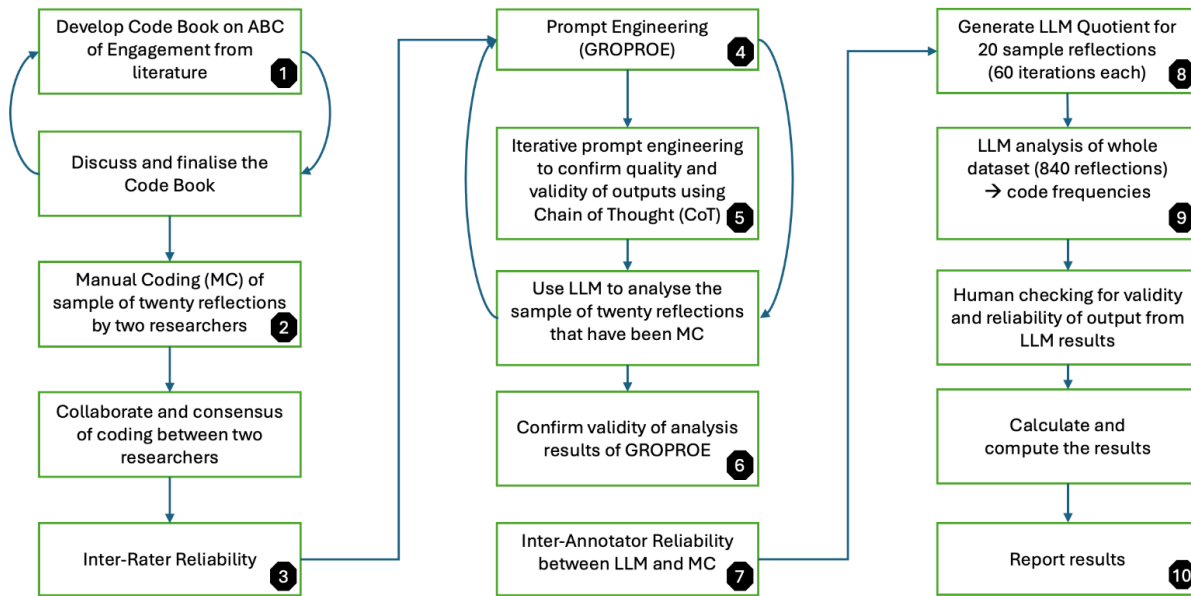 Develop Code Book on ABC
of Engagement from
literature
1
Discuss and finalise the
Code Book
Manual Coding (MC) of
sample of twenty reflections
by two researchers
2
Collaborate and consensus
of coding between two
researchers
Inter-Rater Reliability
3
Prompt Engineering
(GROPROE)
4
Iterative prompt engineering
to confirm quality and
validity of outputs using
Chain of Thought (CoT)
5
Use LLM to analyse the
sample of twenty reflections
that have been MC
Confirm validity of analysis
results of GROPROE
6
Inter-Annotator Reliability
between LLM and MC
7
Generate LLM Quotient for
20 sample reflections
(60 iterations each)
8
LLM analysis of whole
dataset (840 reflections)
→ code frequencies
9
Human checking for validity
and reliability of output from
LLM results
Calculate and
compute the results
Report results
10